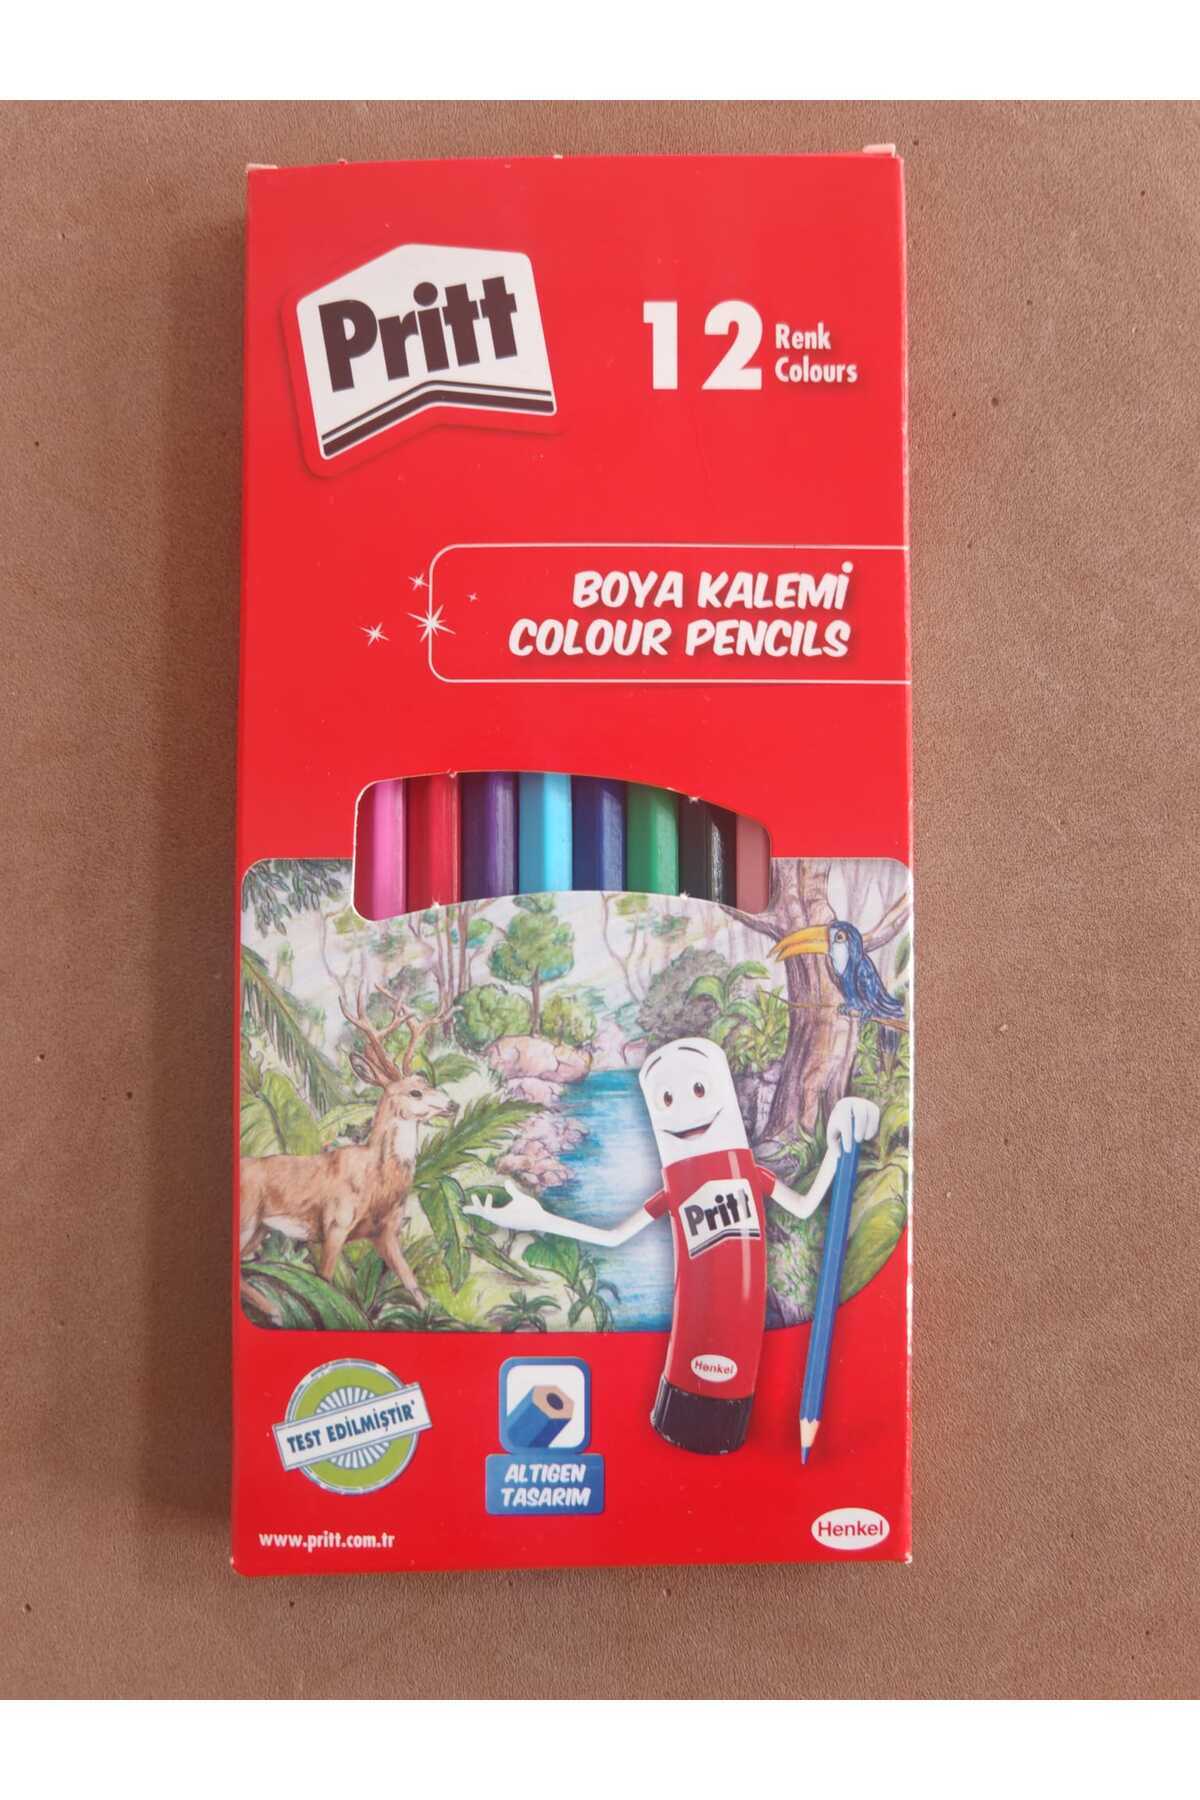 Pritt
12 Renk
Colours
BOYA KALEMİ
COLOUR PENCILS
Pritt
Henkel
TEST EDİLMİŞTİR*
ALTIGEN
TASARIM
www.pritt.com.tr
Henkel